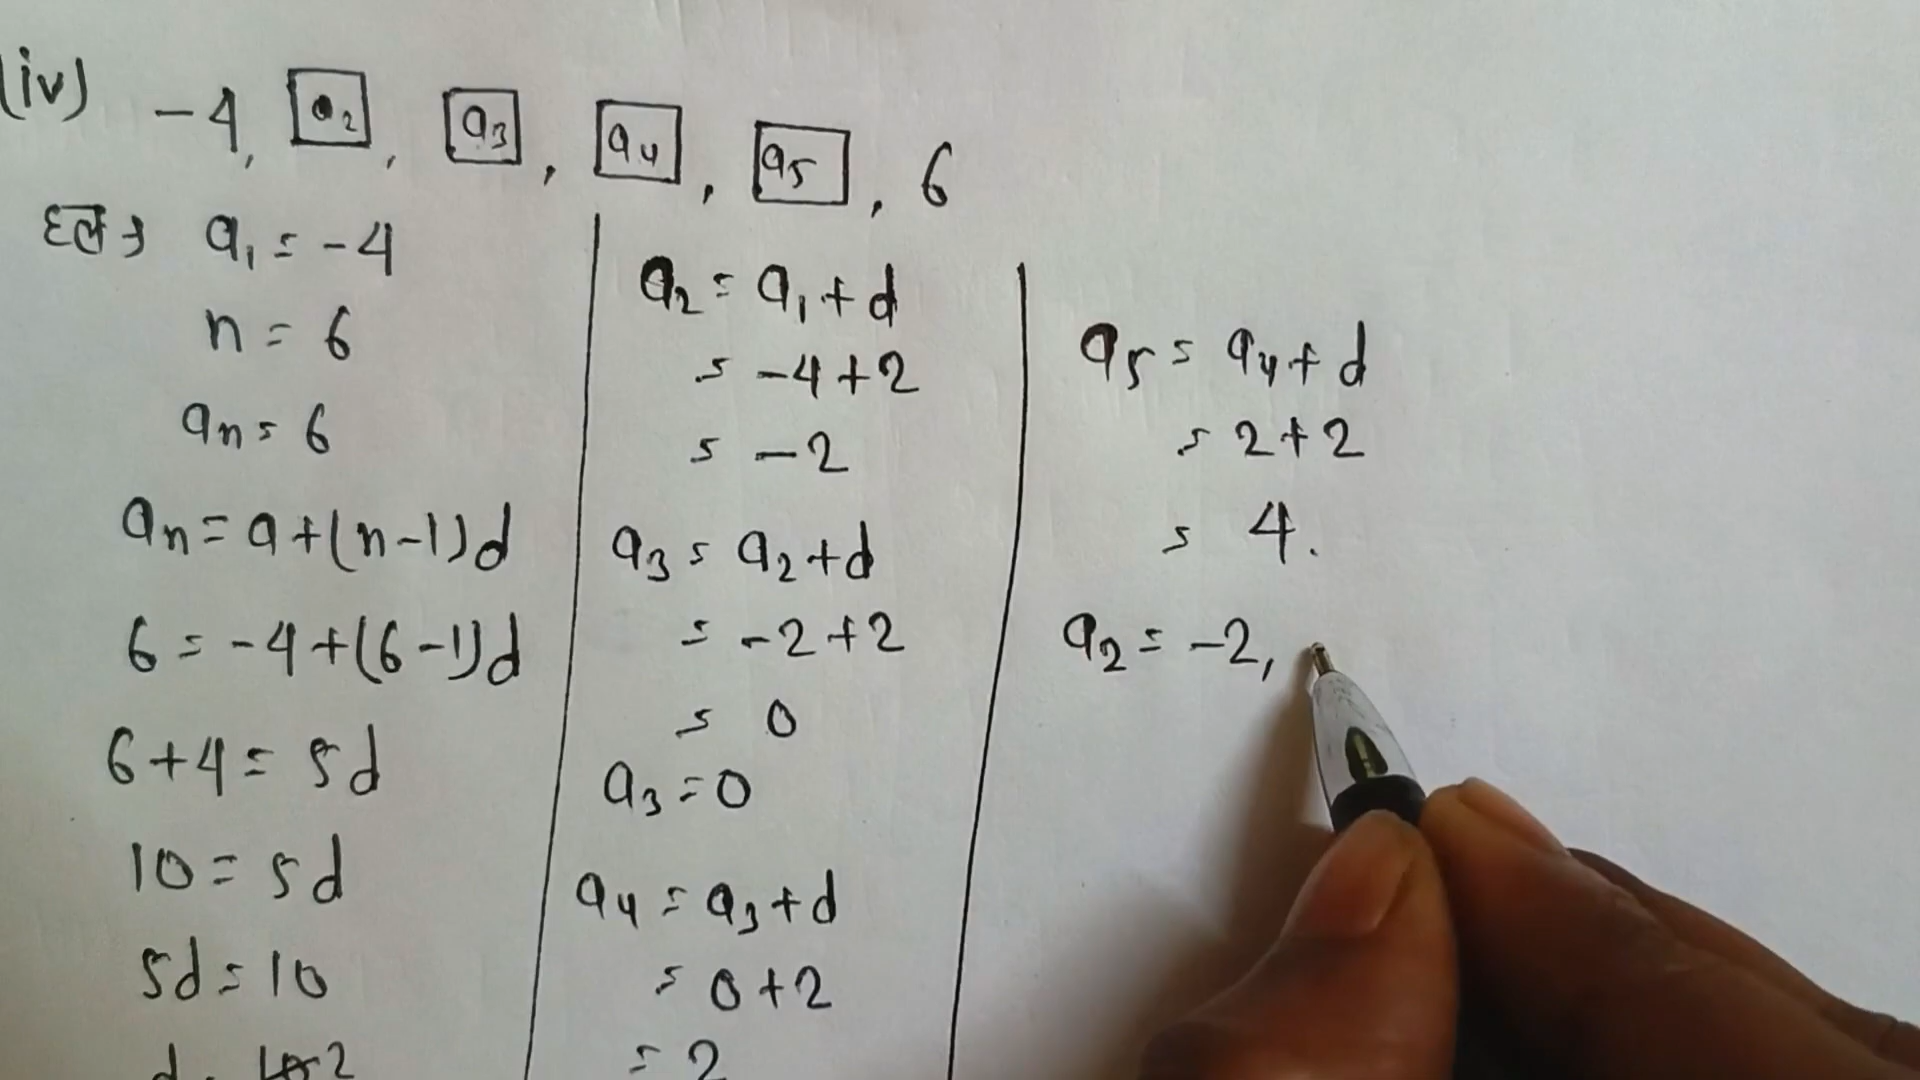 (iv) -4, a2, a3, a4, a5, 6
हल→ a1 = -4
n = 6
an = 6
an = a+(n-1)d
6 = -4+(6-1)d
6+4 = 5d
10 = 5d
5d = 10
a2 = a1+d
= -4+2
= -2
a3 = a2+d
= -2+2
= 0
a3 = 0
a4 = a3+d
= 0+2
= 2
a5 = a4+d
= 2+2
= 4.
a2 = -2,